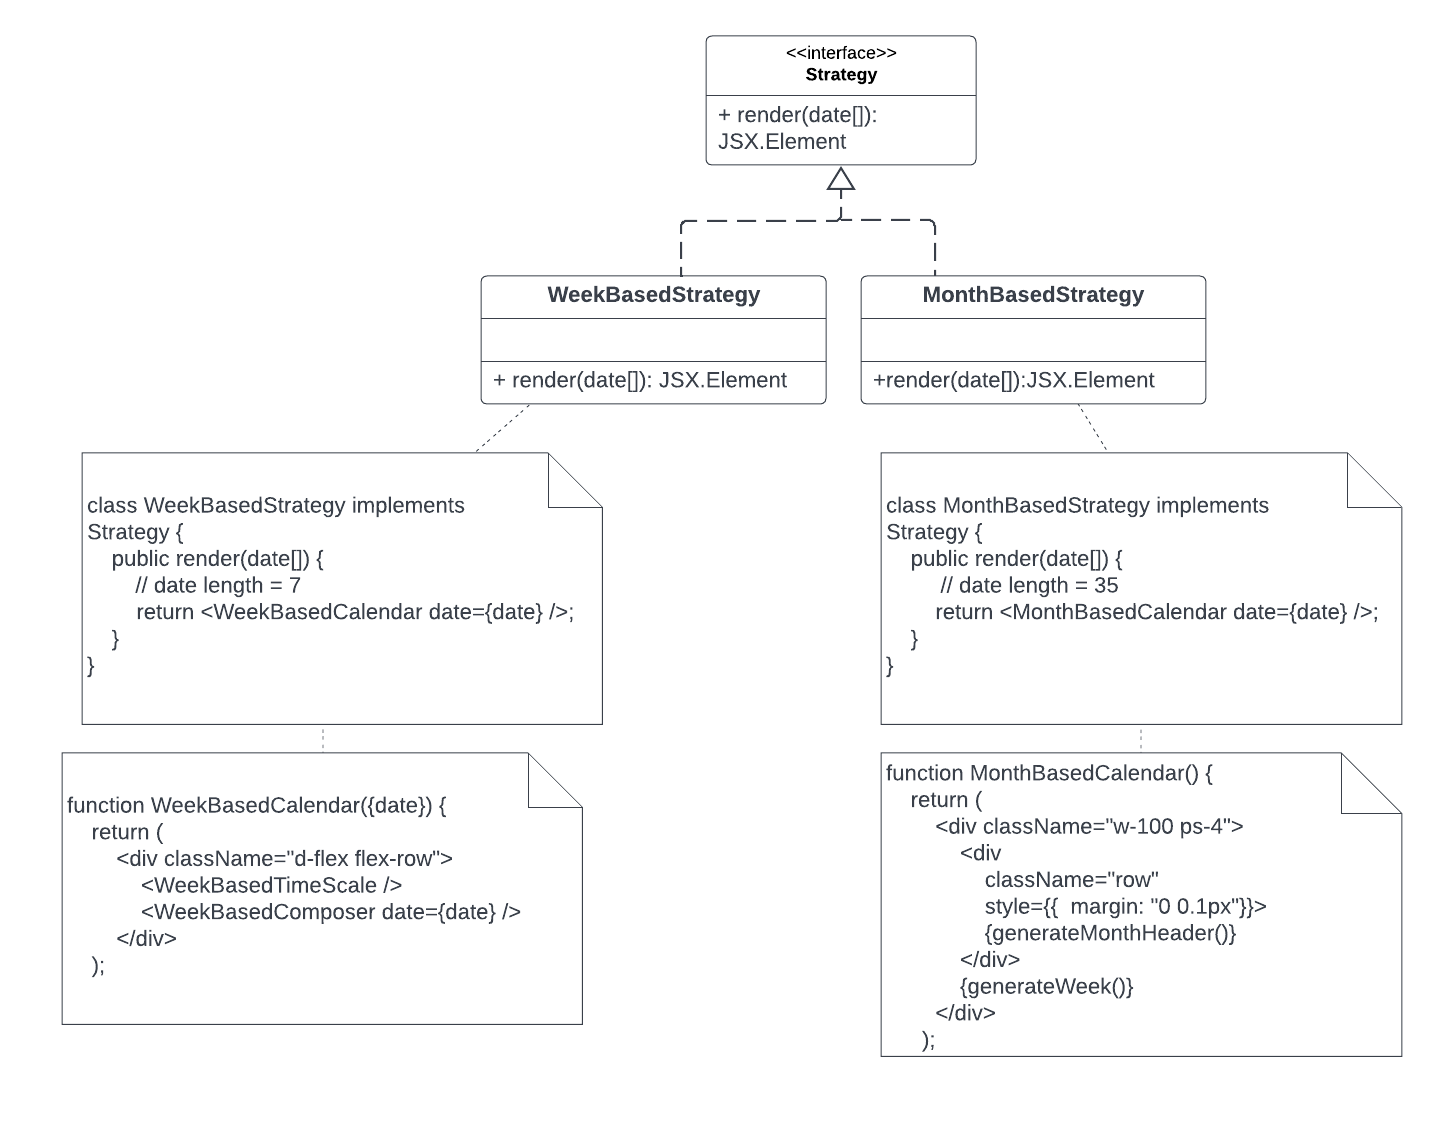 <<interface>>
Strategy
+ render(date[]):
JSX.Element
WeekBasedStrategy
+ render(date[]): JSX.Element
MonthBasedStrategy
+render(date[]):JSX.Element
class WeekBasedStrategy implements
Strategy {
    public render(date[]) {
        // date length = 7
        return <WeekBasedCalendar date={date} />;
    }
}
class MonthBasedStrategy implements
Strategy {
    public render(date[]) {
        // date length = 35
        return <MonthBasedCalendar date={date} />;
    }
}
function WeekBasedCalendar({date}) {
    return (
        <div className="d-flex flex-row">
            <WeekBasedTimeScale />
            <WeekBasedComposer date={date} />
        </div>
    );
function MonthBasedCalendar() {
    return (
        <div className="w-100 ps-4">
            <div
                className="row"
                style={{  margin: "0 0.1px"}}>
                {generateMonthHeader()}
            </div>
            {generateWeek()}
        </div>
      );